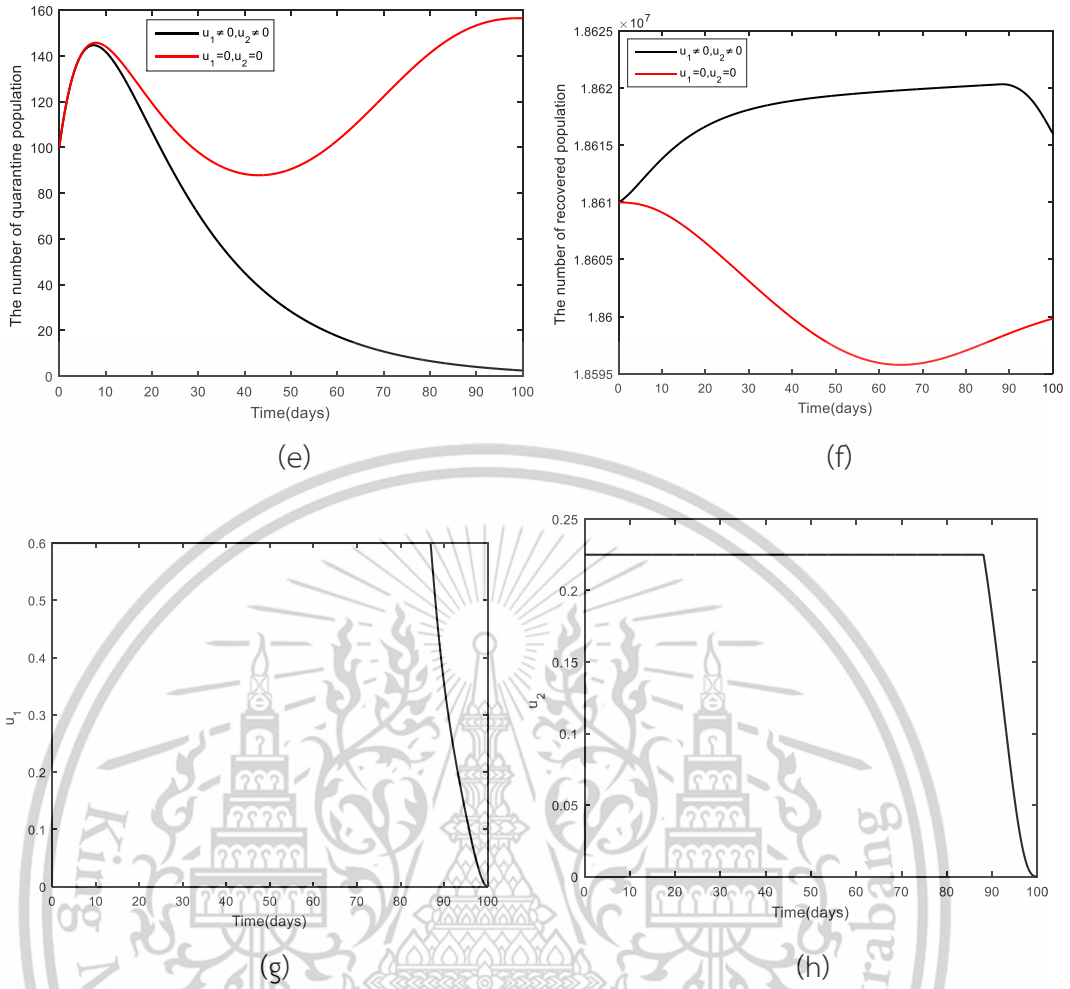 The number of quarantine population
160
140
120
100
80
60
40
20
0
u1 ≠ 0,u2 ≠ 0
u1=0,u2=0
0 10 20 30 40 50 60 70 80 90 100
Time(days)
(e)
The number of recovered population
×10^7
1.8625
1.862
1.8615
1.861
1.8605
1.86
1.8595
u1 ≠ 0,u2 ≠ 0
u1=0,u2=0
0 10 20 30 40 50 60 70 80 90 100
Time(days)
(f)
u1
0.6
0.5
0.4
0.3
0.2
0.1
0
0 10 20 30 40 50 60 70 80 90 100
Time(days)
(g)
u2
0.25
0.2
0.15
0.1
0.05
0
0 10 20 30 40 50 60 70 80 90 100
Time(days)
(h)
King